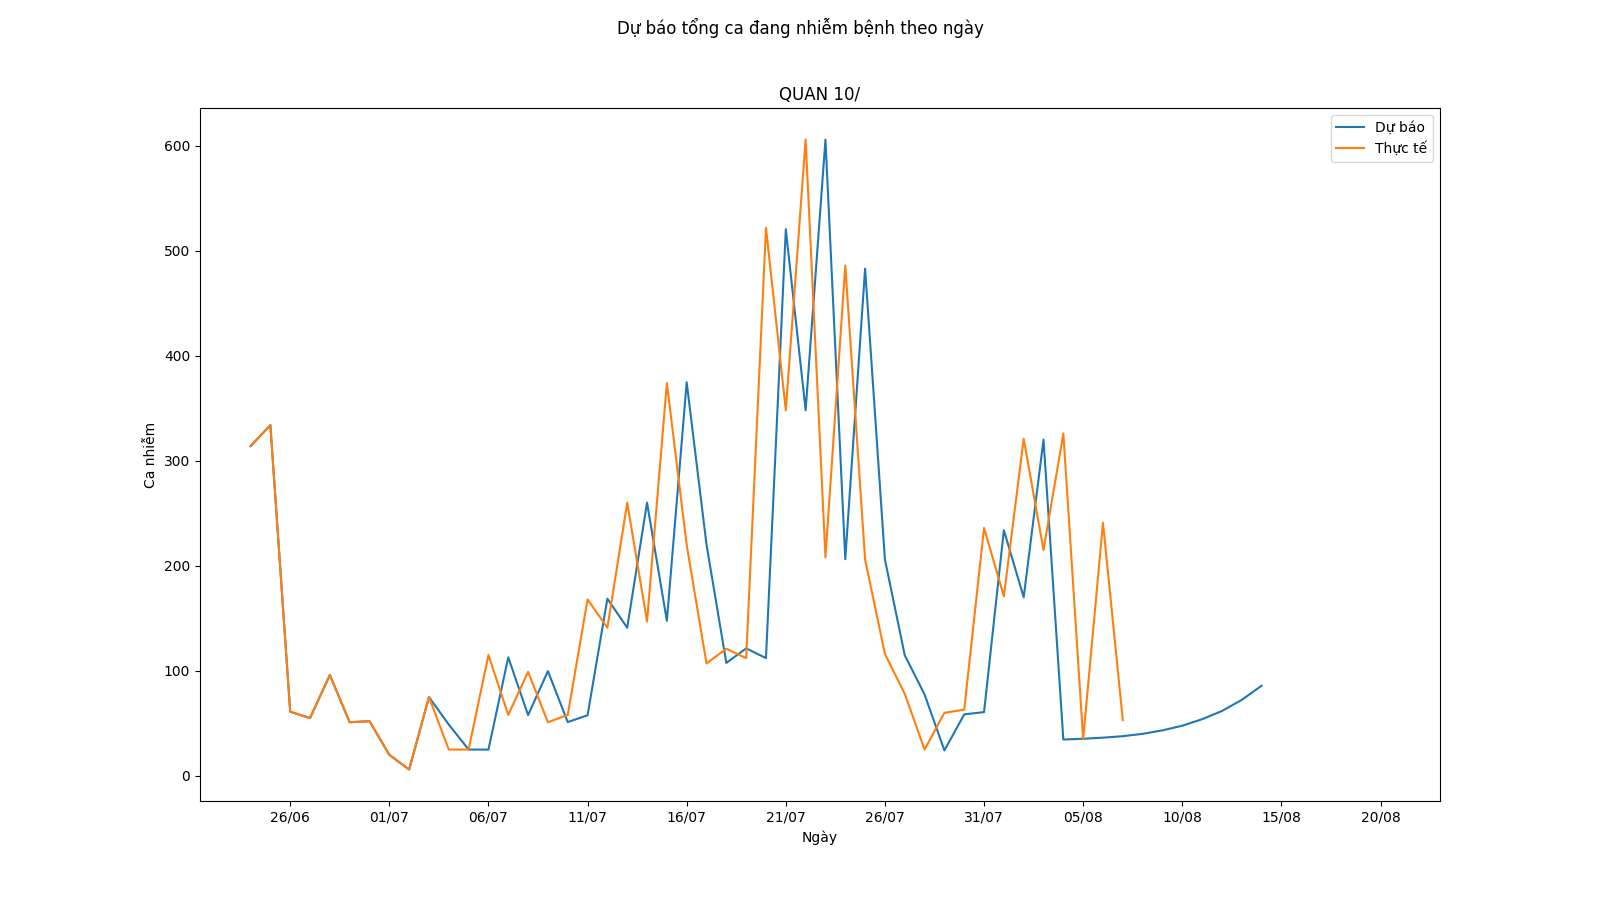 Dự báo tổng ca đang nhiễm bệnh theo ngày
QUAN 10/
Dự báo
Thực tế
600
500
400
300
200
100
0
Ca nhiễm
26/06 01/07 06/07 11/07 16/07 21/07 26/07 31/07 05/08 10/08 15/08 20/08
Ngày